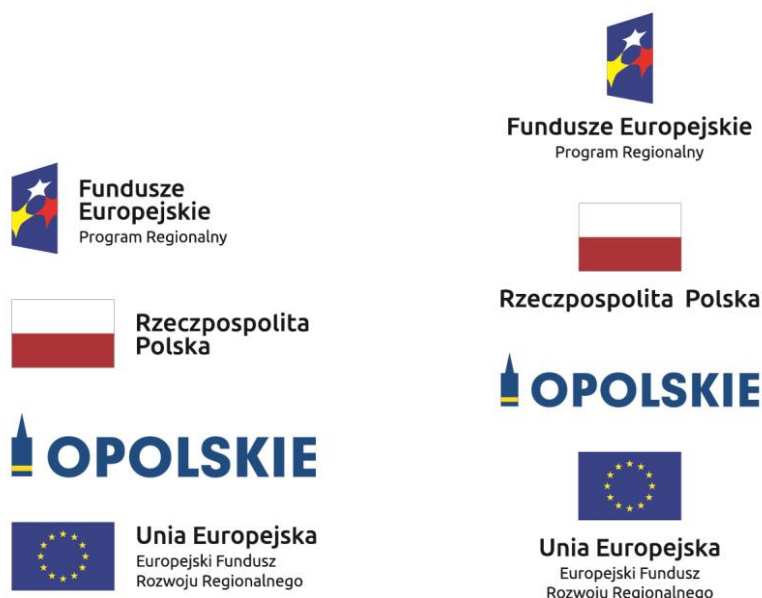 Fundusze
Europejskie
Program Regionalny
Rzeczpospolita
Polska
OPOLSKIE
Unia Europejska
Europejski Fundusz
Rozwoju Regionalnego
Fundusze Europejskie
Program Regionalny
Rzeczpospolita Polska
OPOLSKIE
Unia Europejska
Europejski Fundusz
Rozwoju Regionalnego